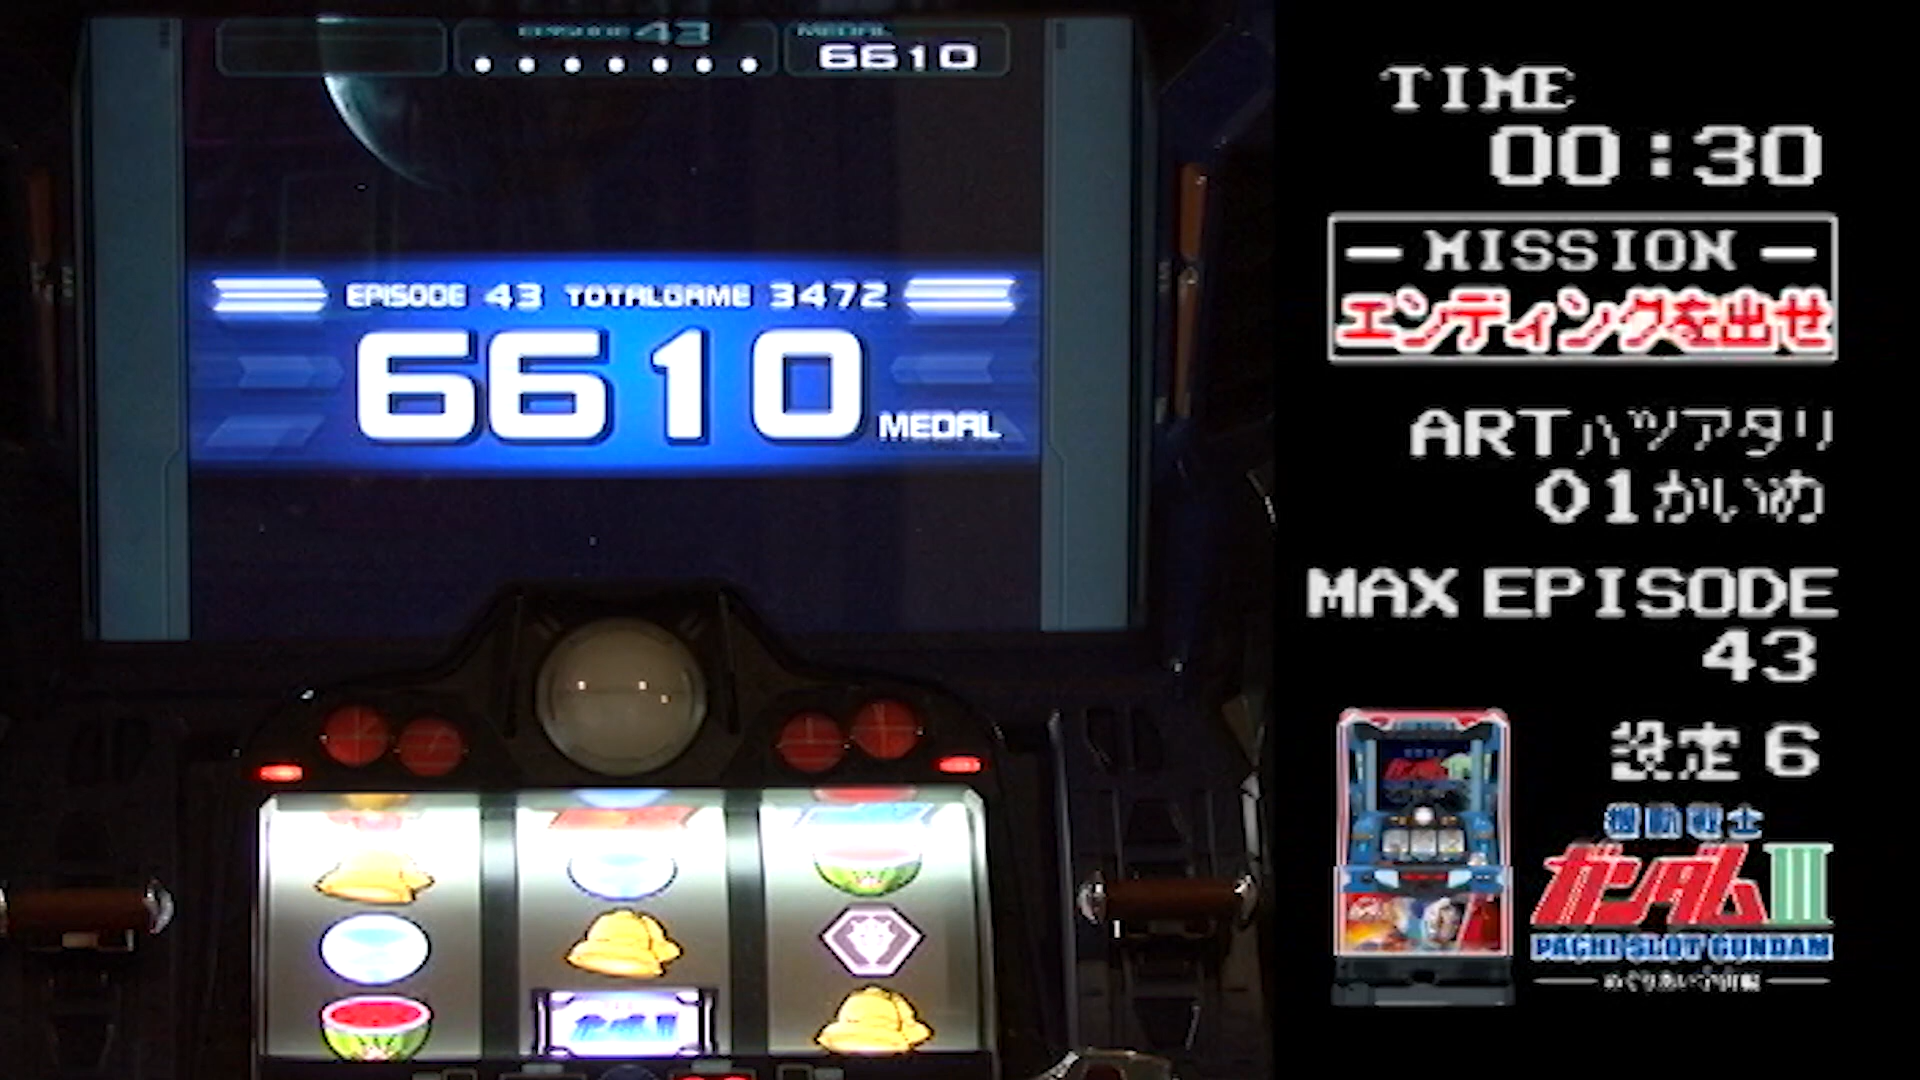 EPISODE 43
MEDAL
6610
EPISODE 43 TOTALGAME 3472
6610 MEDAL
TIME
00:30
- MISSION -
エンディングを出せ
ARTハツアタリ
01かいめ
MAX EPISODE
43
設定 6
機動戦士
ガンダムIII
PACHI SLOT GUNDAM